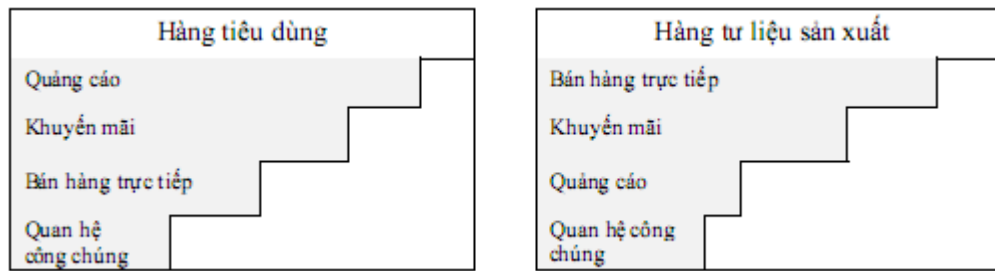 Hàng tiêu dùng
Quảng cáo
Khuyến mãi
Bán hàng trực tiếp
Quan hệ
công chúng
Hàng tư liệu sản xuất
Bán hàng trực tiếp
Khuyến mãi
Quảng cáo
Quan hệ công
chúng